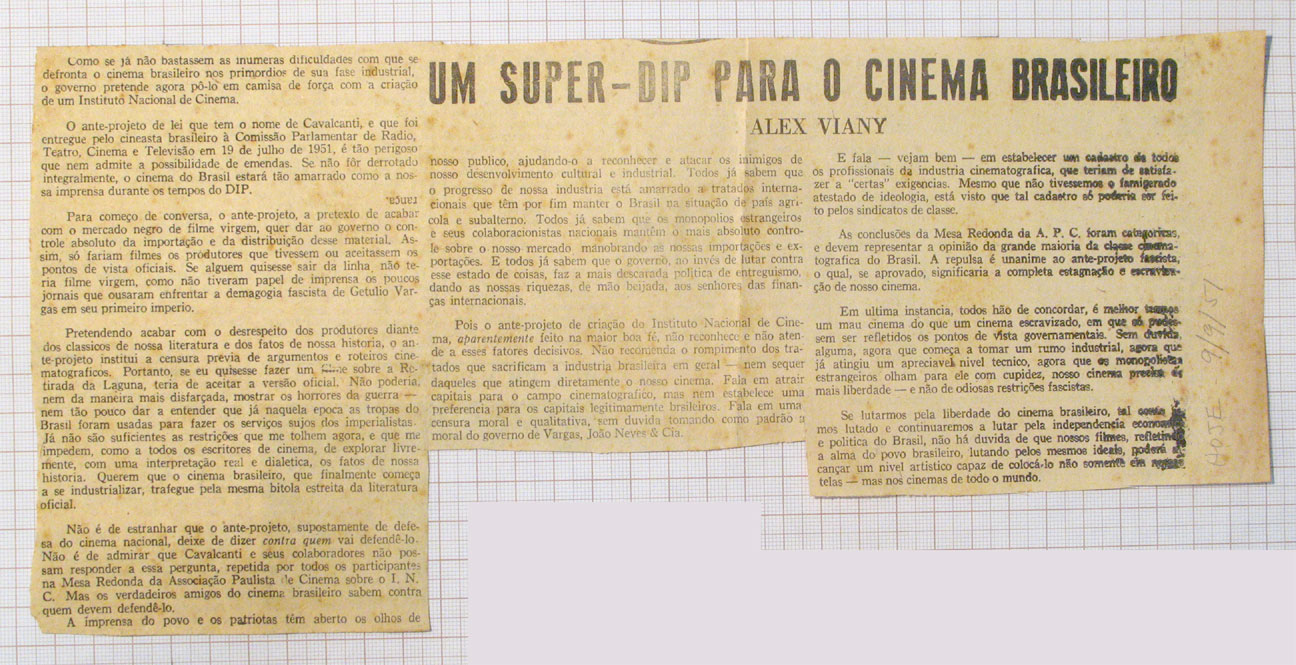 UM SUPER-DIP PARA O CINEMA BRASILEIRO
ALEX VIANY
Como se já não bastassem as inumeras dificuldades com que se
defronta o cinema brasileiro nos primordios de sua fase industrial,
o governo pretende agora pô-lo em camisa de força com a criação
de um Instituto Nacional de Cinema.
O ante-projeto de lei que tem o nome de Cavalcanti, e que foi
entregue pelo cineasta brasileiro à Comissão Parlamentar de Radio,
Teatro, Cinema e Televisão em 19 de julho de 1951, é tão perigoso
que nem admite a possibilidade de emendas. Se não fôr derrotado
integralmente, o cinema do Brasil estará tão amarrado como a nos-
sa imprensa durante os tempos do DIP.
Para começo de conversa, o ante-projeto, a pretexto de acabar
com o mercado negro de filme virgem, quer dar ao governo o con-
trole absoluto da importação e da distribuição desse material. As-
sim, só fariam filmes os produtores que tivessem ou aceitassem os
pontos de vista oficiais. Se alguem quisesse sair da linha, não te-
ria filme virgem, como não tiveram papel de imprensa os poucos
jornais que ousaram enfrentar a demagogia fascista de Getulio Var-
gas em seu primeiro imperio.
Pretendendo acabar com o desrespeito dos produtores diante
dos classicos de nossa literatura e dos fatos de nossa historia, o an-
te-projeto institui a censura prévia de argumentos e roteiros cine-
matograficos. Portanto, se eu quisesse fazer um filme sobre a Re-
tirada da Laguna, teria de aceitar a versão oficial. Não poderia,
nem da maneira mais disfarçada, mostrar os horrores da guerra —
nem tão pouco dar a entender que já naquela epoca as tropas do
Brasil foram usadas para fazer os serviços sujos dos imperialistas.
Já não são suficientes as restrições que me tolhem agora, e que me
impedem, como a todos os escritores de cinema, de explorar livre-
mente, com uma interpretação real e dialetica, os fatos de nossa
historia. Querem que o cinema brasileiro, que finalmente começa
a se industrializar, trafegue pela mesma bitola estreita da literatura
oficial.
Não é de estranhar que o ante-projeto, supostamente de defe-
sa do cinema nacional, deixe de dizer contra quem vai defendê-lo.
Não é de admirar que Cavalcanti e seus colaboradores não pos-
sam responder a essa pergunta, repetida por todos os participantes
na Mesa Redonda da Associação Paulista de Cinema sobre o I. N.
C. Mas os verdadeiros amigos do cinema brasileiro sabem contra
quem devem defendê-lo.
A imprensa do povo e os patriotas têm aberto os olhos de
nosso publico, ajudando-o a reconhecer e atacar os inimigos de
nosso desenvolvimento cultural e industrial. Todos já sabem que
o progresso de nossa industria está amarrado a tratados interna-
cionais que têm por fim manter o Brasil na situação de país agri-
cola e subalterno. Todos já sabem que os monopolios estrangeiros
e seus colaboracionistas nacionais mantêm o mais absoluto contro-
le sobre o nosso mercado manobrando as nossas importações e ex-
portações. E todos já sabem que o governo, ao invés de lutar contra
esse estado de coisas, faz a mais descarada politica de entreguismo,
dando as nossas riquezas, de mão beijada, aos senhores das finan-
ças internacionais.
Pois o ante-projeto de criação do Instituto Nacional de Cine-
ma, aparentemente feito na maior boa fé, não reconhece e não aten-
de a esses fatores decisivos. Não recomenda o rompimento dos tra-
tados que sacrificam a industria brasileira em geral — nem sequer
daqueles que atingem diretamente o nosso cinema. Fala em atrair
capitais para o campo cinematografico, mas nem estabelece uma
preferencia para os capitais legitimamente brsileiros. Fala em uma
censura moral e qualitativa, sem duvida tomando como padrão a
moral do governo de Vargas, João Neves & Cia.
E fala — vejam bem — em estabelecer um cadastro de todos
os profissionais da industria cinematografica, que teriam de satisfa-
zer a "certas" exigencias. Mesmo que não tivessemos o famigerado
atestado de ideologia, está visto que tal cadastro só poderia ser fei-
to pelos sindicatos de classe.
As conclusões da Mesa Redonda da A. P. C. foram categoricas,
e devem representar a opinião da grande maioria da classe cinema-
tografica do Brasil. A repulsa é unanime ao ante-projeto fascista,
o qual, se aprovado, significaria a completa estagnação e escraviza-
ção de nosso cinema.
Em ultima instancia, todos hão de concordar, é melhor termos
um mau cinema do que um cinema escravizado, em que só pudes-
sem ser refletidos os pontos de vista governamentais. Sem duvida
alguma, agora que começa a tomar um rumo industrial, agora que
já atingiu um apreciavel nivel tecnico, agora que os monopolistas
estrangeiros olham para ele com cupidez, nosso cinema precisa de
mais liberdade — e não de odiosas restrições fascistas.
Se lutarmos pela liberdade do cinema brasileiro, tal como
mos lutado e continuaremos a lutar pela independencia
e politica do Brasil, não há duvida de que nossos filmes, refletindo
a alma do povo brasileiro, lutando pelos mesmos ideais, poderá
cançar um nivel artistico capaz de colocá-lo não somente em nossas
telas — mas nos cinemas de todo o mundo.
HOJE 9/9/51